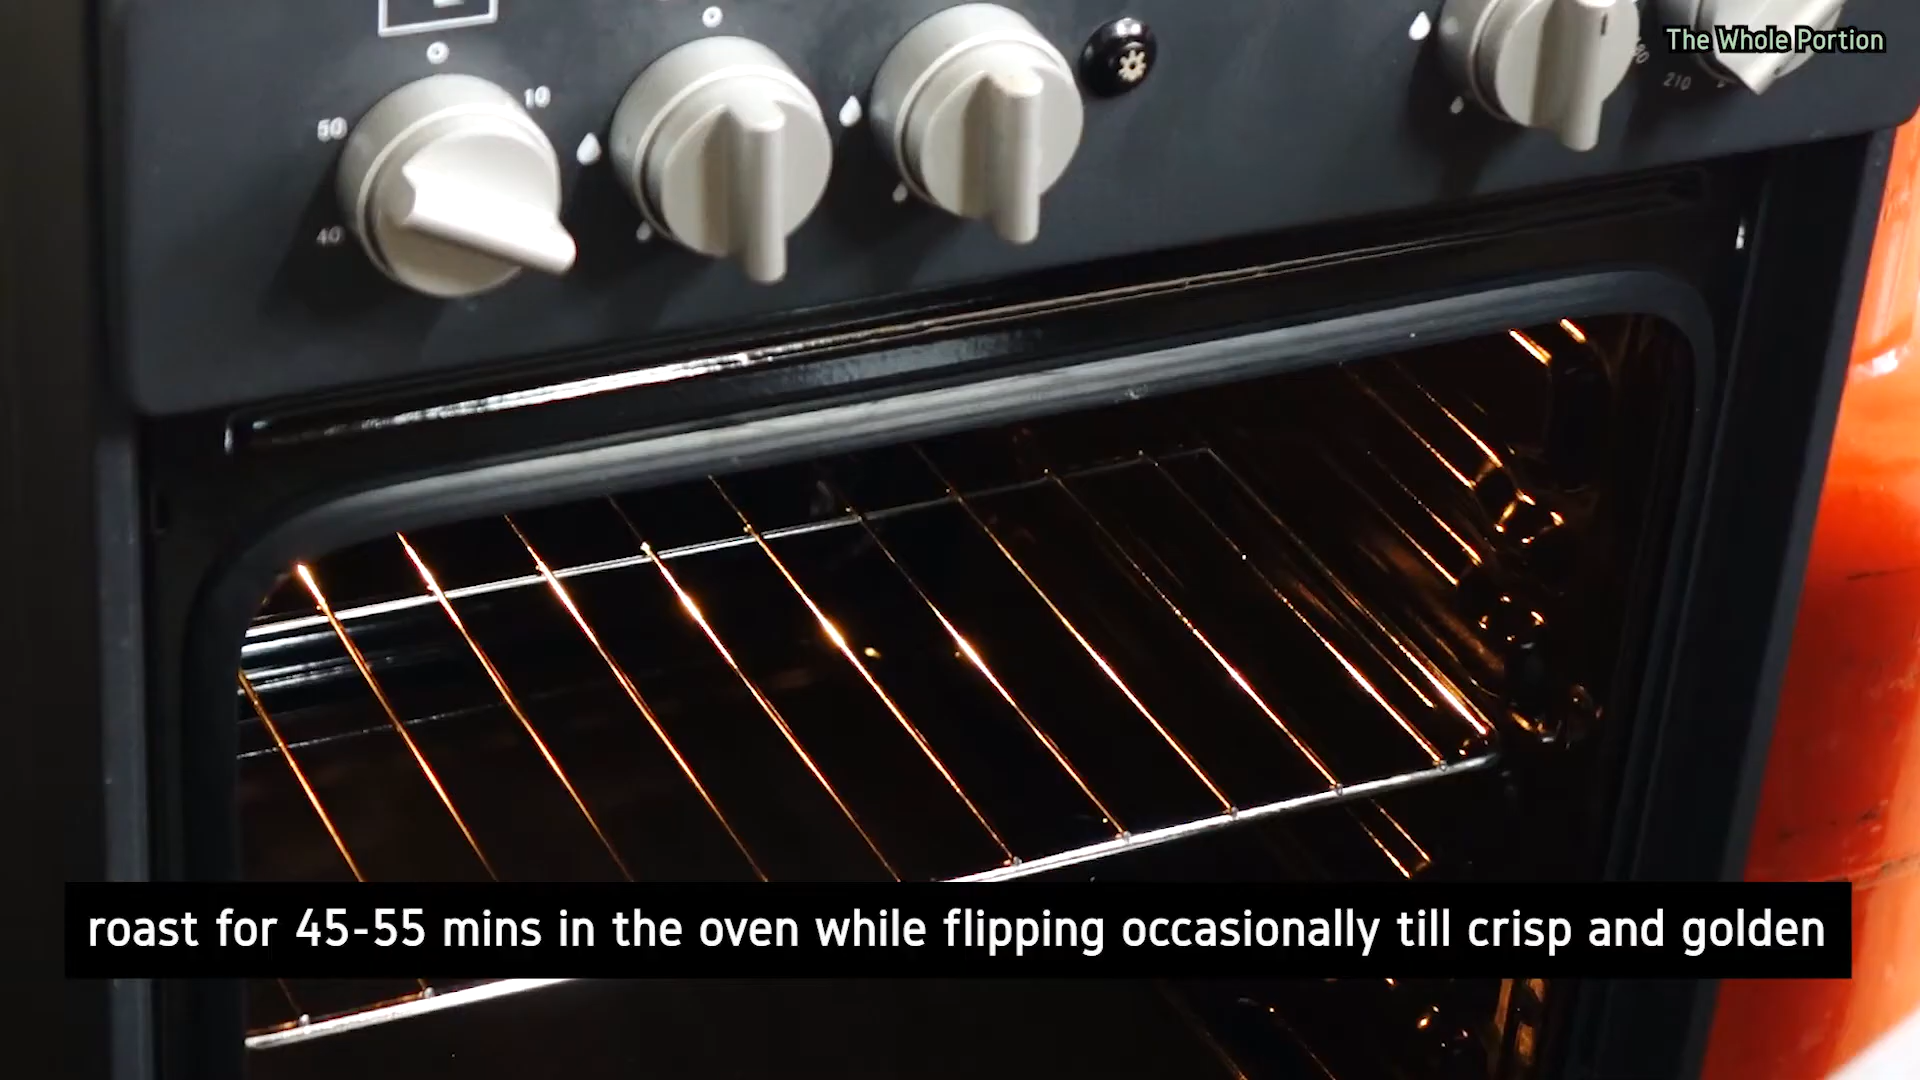 The Whole Portion
10
50
40
210
roast for 45-55 mins in the oven while flipping occasionally till crisp and golden